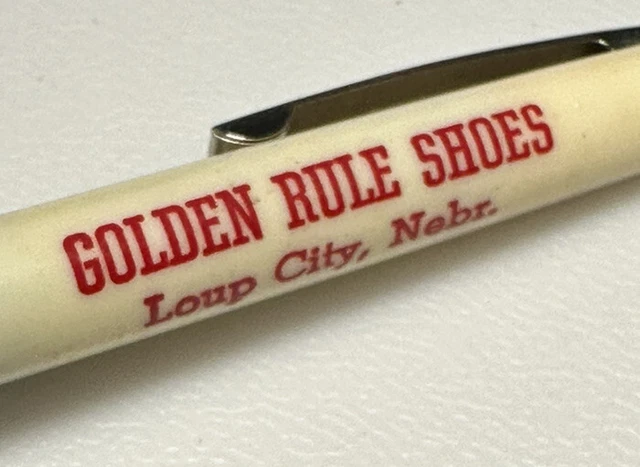 GOLDEN RULE SHOES
Loup City, Nebr.